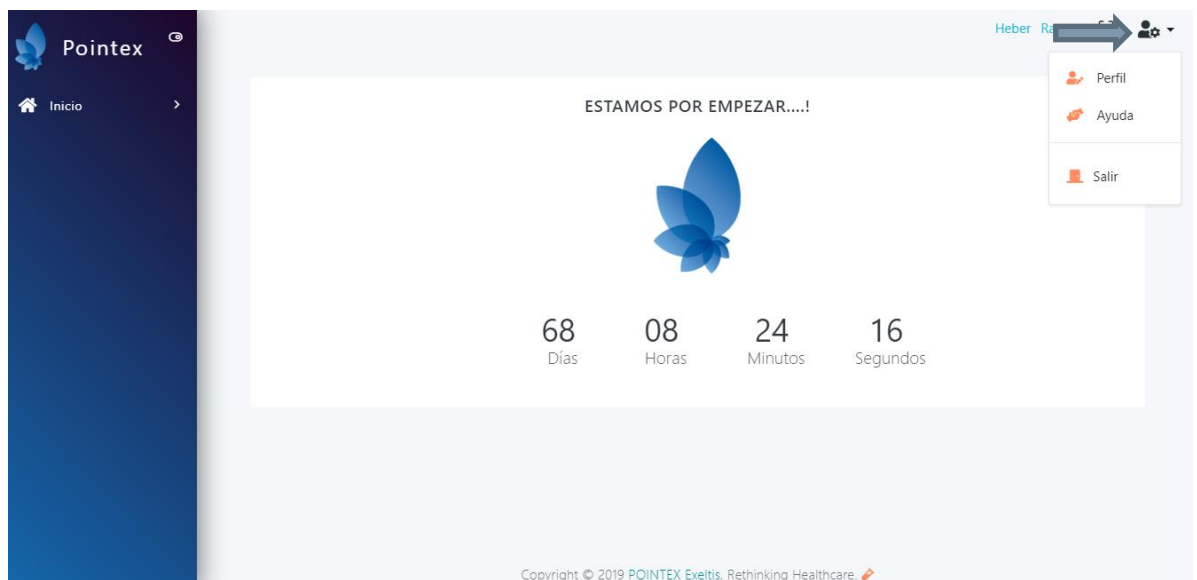 Pointex
Heber
Inicio
Perfil
Ayuda
Salir
ESTAMOS POR EMPEZAR....!
68 08 24 16
Días Horas Minutos Segundos
Copyright © 2019 POINTEX Exeltis. Rethinking Healthcare.